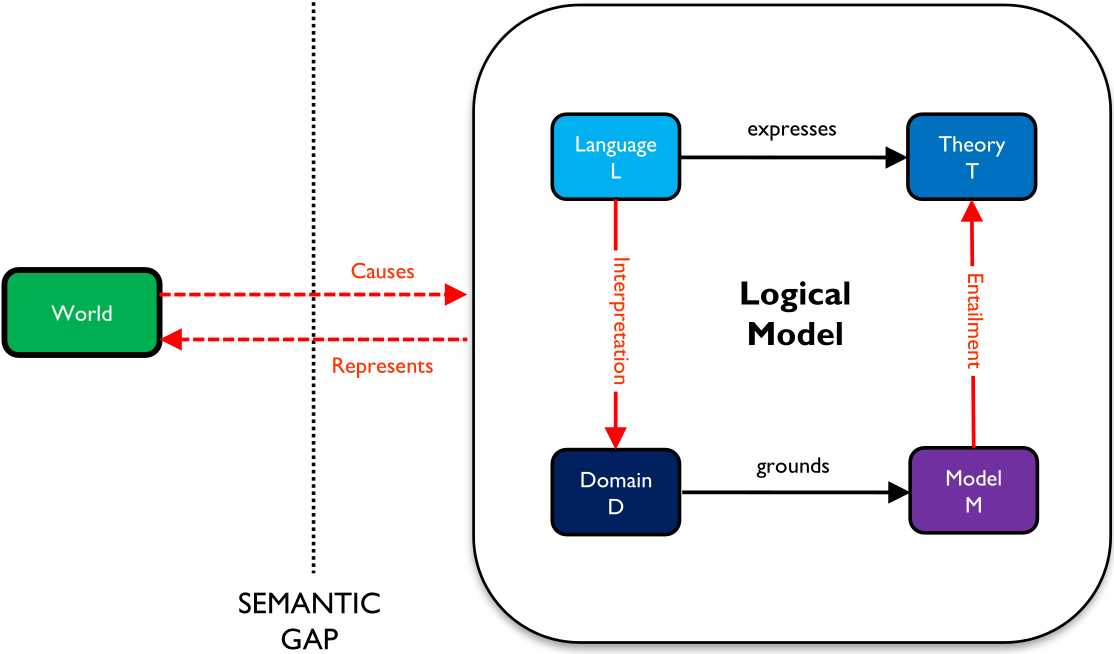 World
Causes
Represents
SEMANTIC
GAP
Language
L
expresses
Theory
T
Interpretation
Logical
Model
Entailment
Domain
D
grounds
Model
M